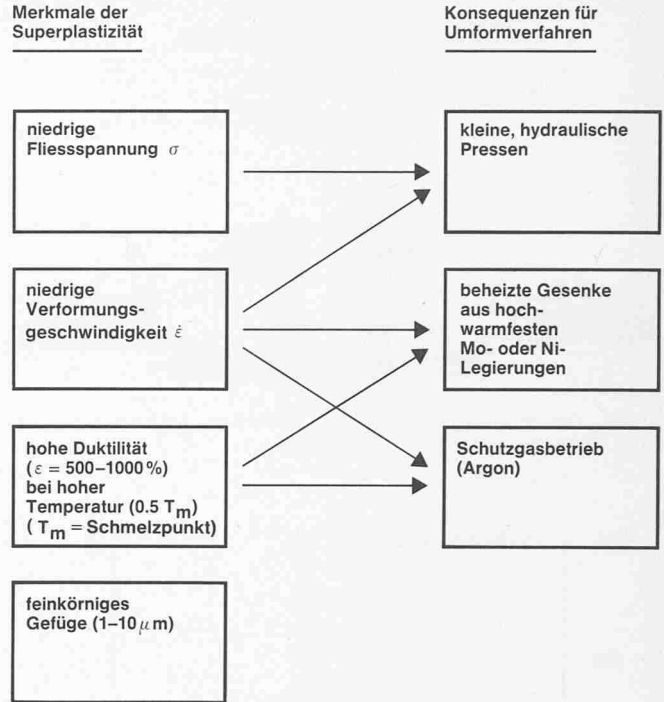 Merkmale der
Superplastizität
Konsequenzen für
Umformverfahren
niedrige
Fliessspannung σ
kleine, hydraulische
Pressen
niedrige
Verformungs-
geschwindigkeit ε̇
beheizte Gesenke
aus hoch-
warmfesten
Mo- oder Ni-
Legierungen
hohe Duktilität
(ε = 500–1000 %)
bei hoher
Temperatur (0.5 Tm)
( Tm = Schmelzpunkt)
Schutzgasbetrieb
(Argon)
feinkörniges
Gefüge (1–10 μm)